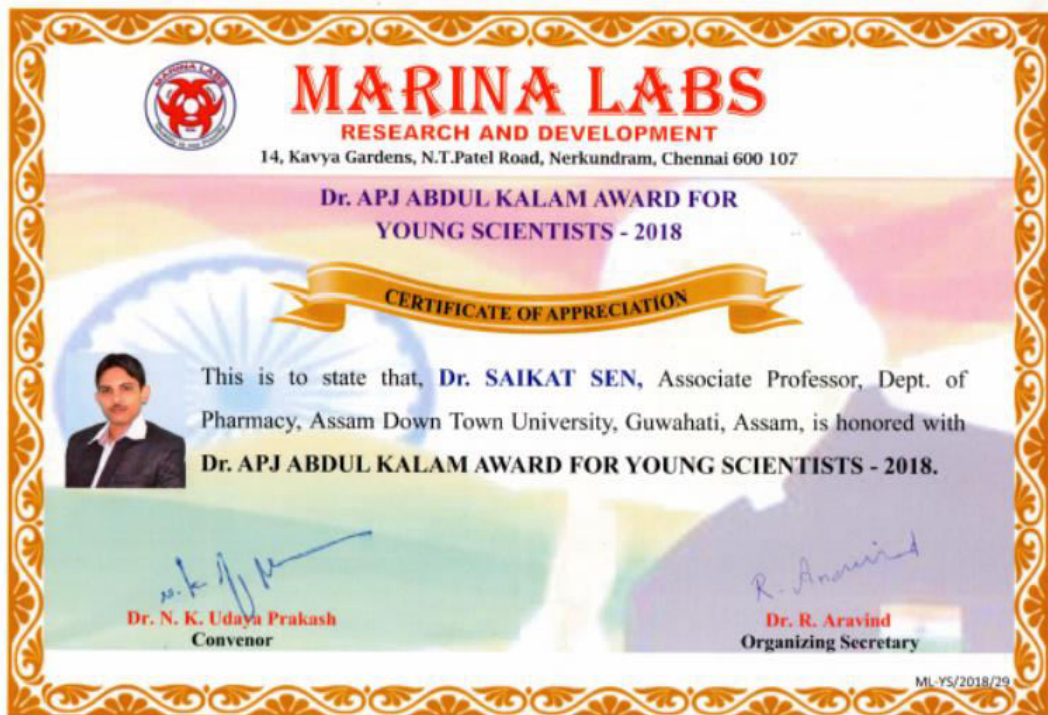 MARINA LABS
MARINA LABS
RESEARCH AND DEVELOPMENT
14, Kavya Gardens, N.T.Patel Road, Nerkundram, Chennai 600 107
Dr. APJ ABDUL KALAM AWARD FOR
YOUNG SCIENTISTS - 2018
CERTIFICATE OF APPRECIATION
This is to state that, Dr. SAIKAT SEN, Associate Professor, Dept. of
Pharmacy, Assam Down Town University, Guwahati, Assam, is honored with
Dr. APJ ABDUL KALAM AWARD FOR YOUNG SCIENTISTS - 2018.
R. Aravind
Dr. N. K. Udaya Prakash
Convenor
Dr. R. Aravind
Organizing Secretary
ML-YS/2018/29